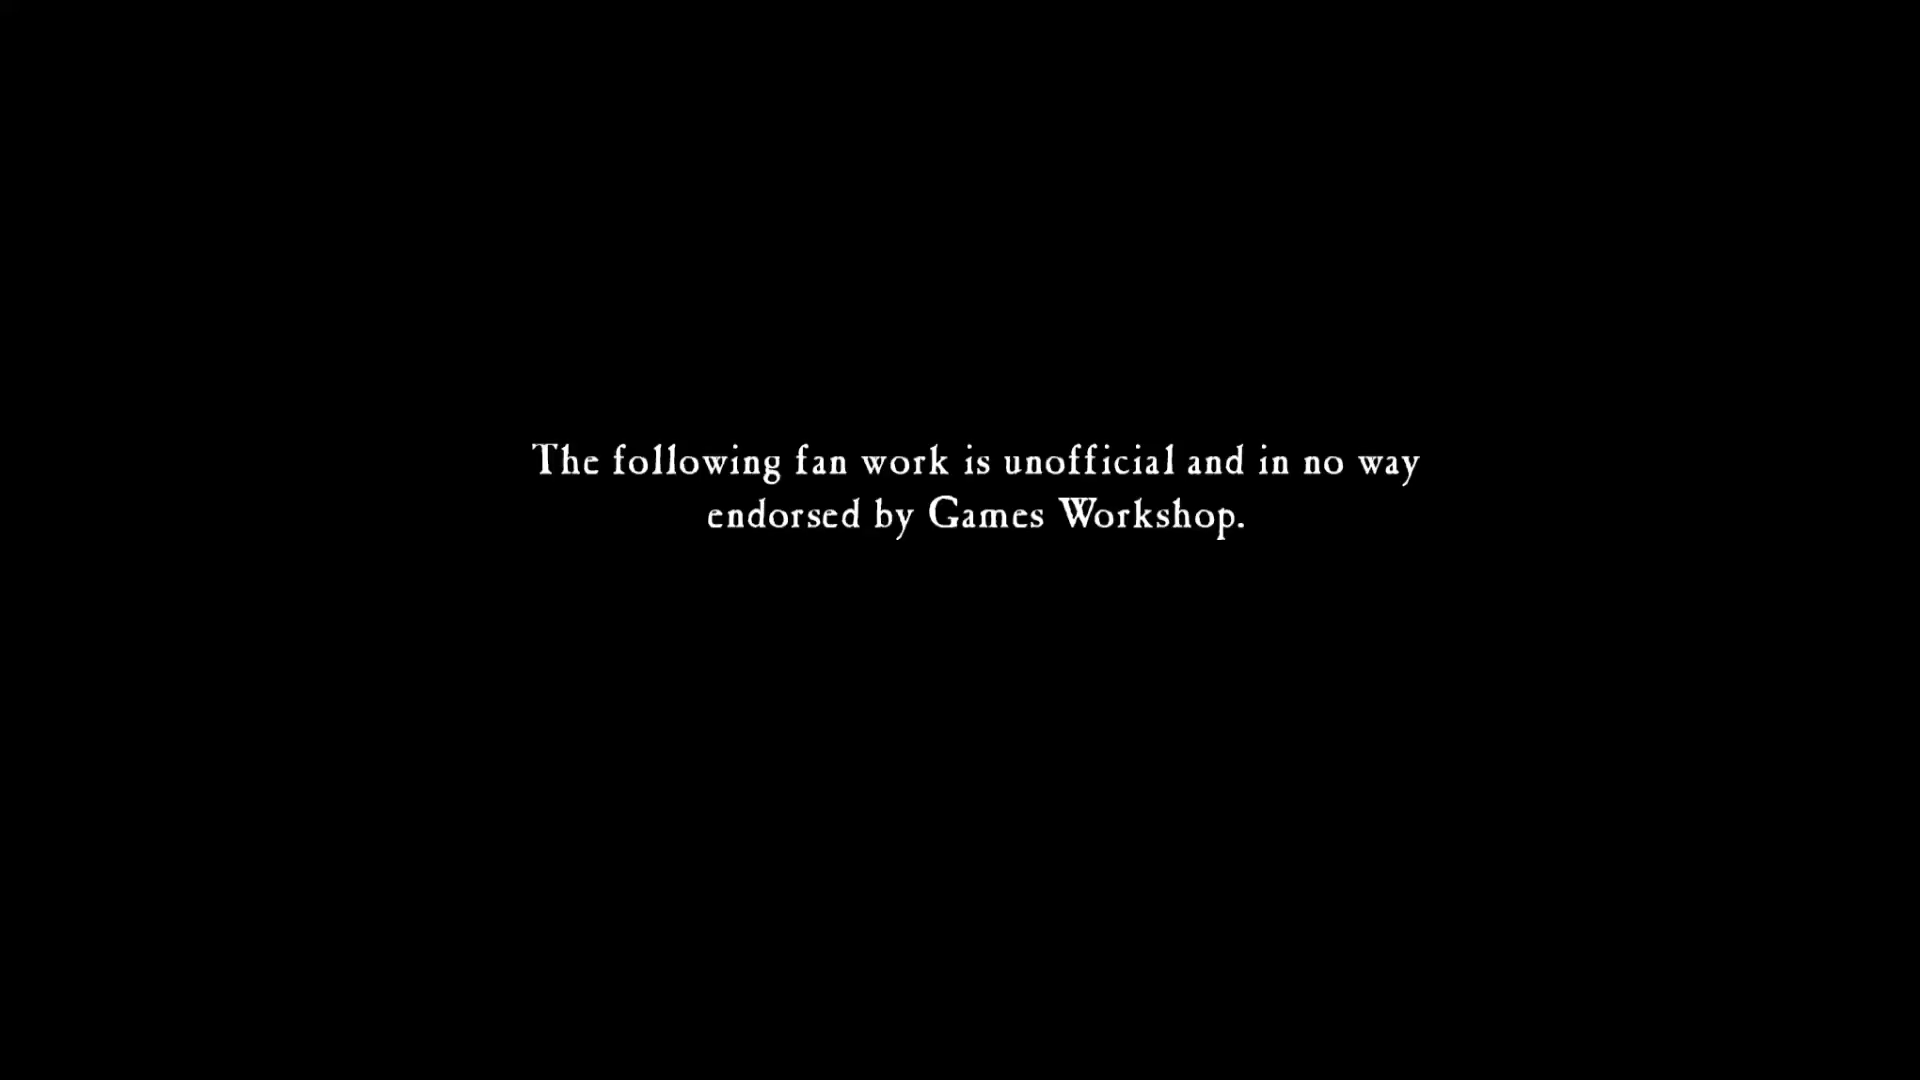 The following fan work is unofficial and in no way
endorsed by Games Workshop.